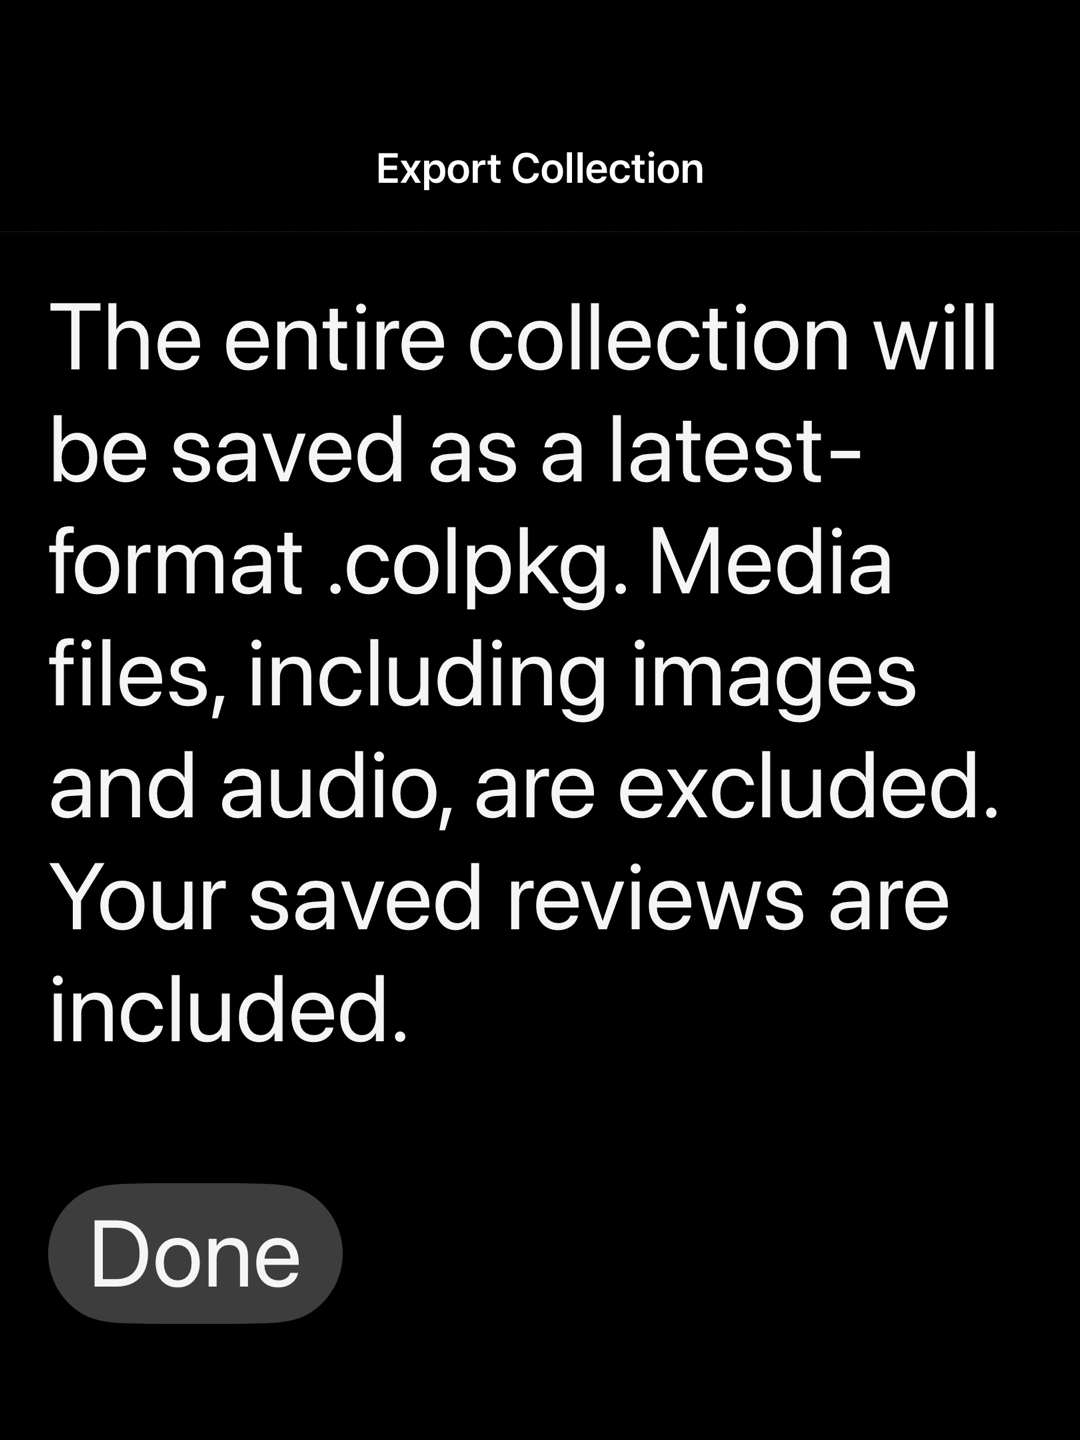 Export Collection
The entire collection will
be saved as a latest-
format .colpkg. Media
files, including images
and audio, are excluded.
Your saved reviews are
included.
Done